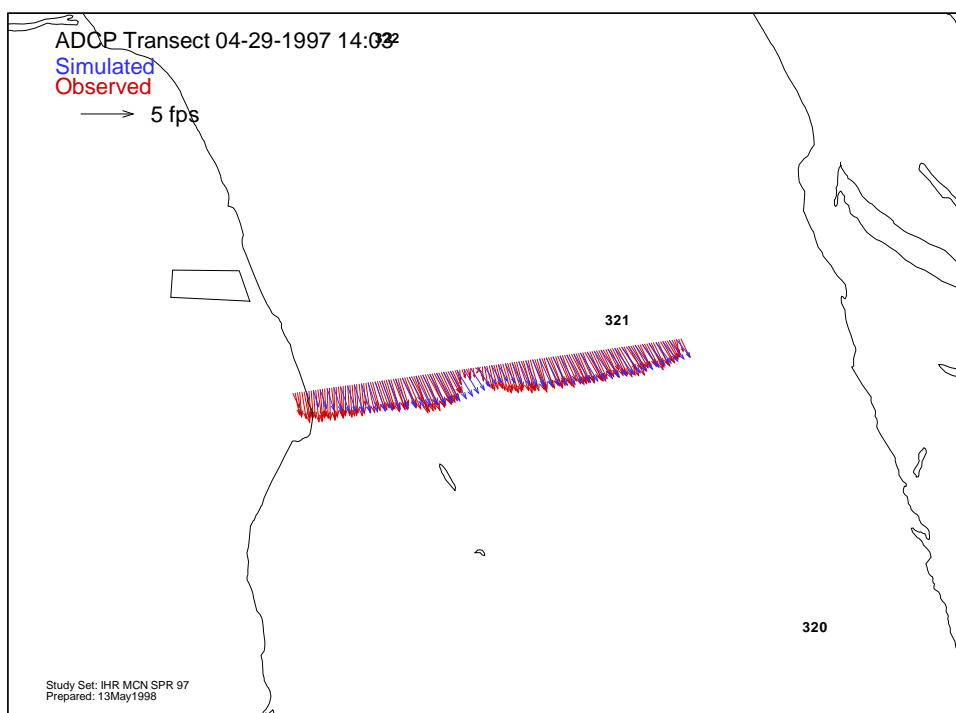 ADCP Transect 04-29-1997 14:03
322
Simulated
Observed
5 fps
321
320
Study Set: IHR MCN SPR 97
Prepared: 13May1998